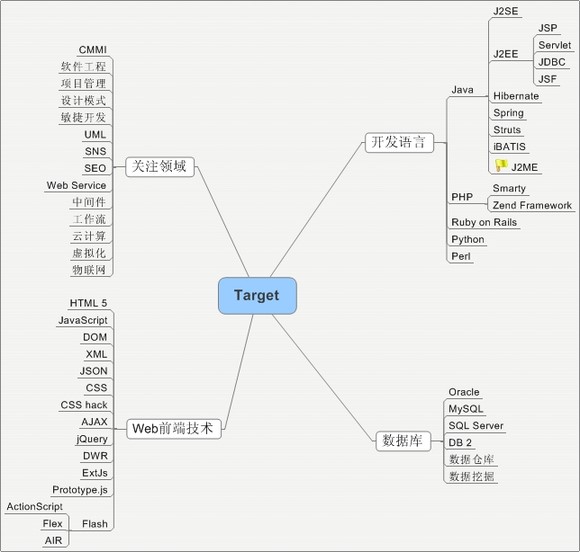 Target
开发语言
Java
J2SE
J2EE
JSP
Servlet
JDBC
JSF
Hibernate
Spring
Struts
iBATIS
J2ME
PHP
Smarty
Zend Framework
Ruby on Rails
Python
Perl
数据库
Oracle
MySQL
SQL Server
DB 2
数据仓库
数据挖掘
关注领域
CMMI
软件工程
项目管理
设计模式
敏捷开发
UML
SNS
SEO
Web Service
中间件
工作流
云计算
虚拟化
物联网
Web前端技术
HTML 5
JavaScript
DOM
XML
JSON
CSS
CSS hack
AJAX
jQuery
DWR
ExtJs
Prototype.js
Flash
ActionScript
Flex
AIR